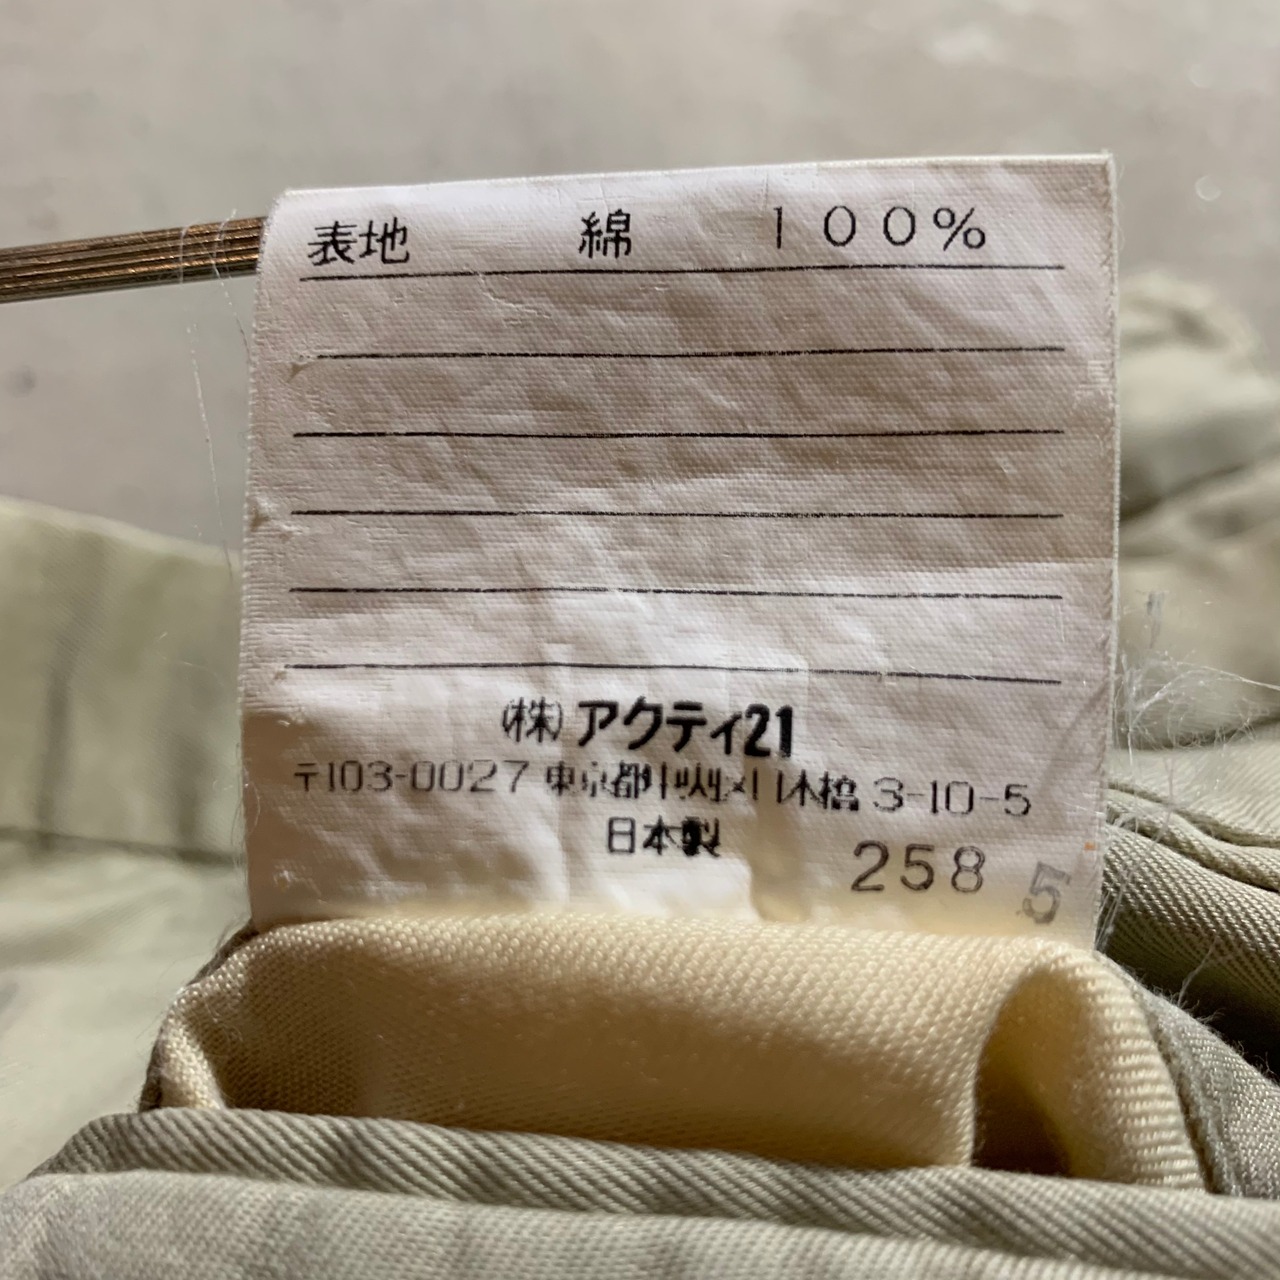 表地 綿 100%
(株)アクティ21
〒103-0027 東京都中央区日本橋 3-10-5
日本製
258 5